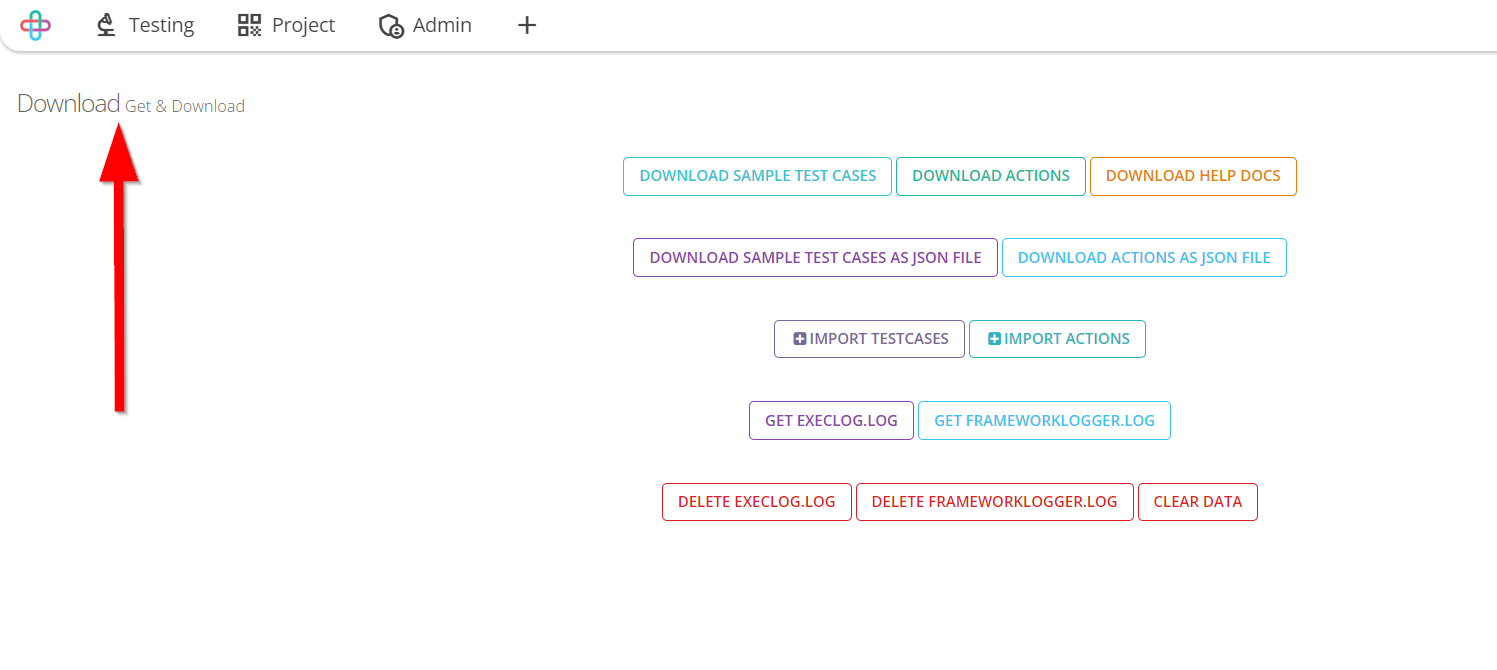 Testing Project Admin +
Download Get & Download
DOWNLOAD SAMPLE TEST CASES DOWNLOAD ACTIONS DOWNLOAD HELP DOCS
DOWNLOAD SAMPLE TEST CASES AS JSON FILE DOWNLOAD ACTIONS AS JSON FILE
IMPORT TESTCASES IMPORT ACTIONS
GET EXECLOG.LOG GET FRAMEWORKLOGGER.LOG
DELETE EXECLOG.LOG DELETE FRAMEWORKLOGGER.LOG CLEAR DATA